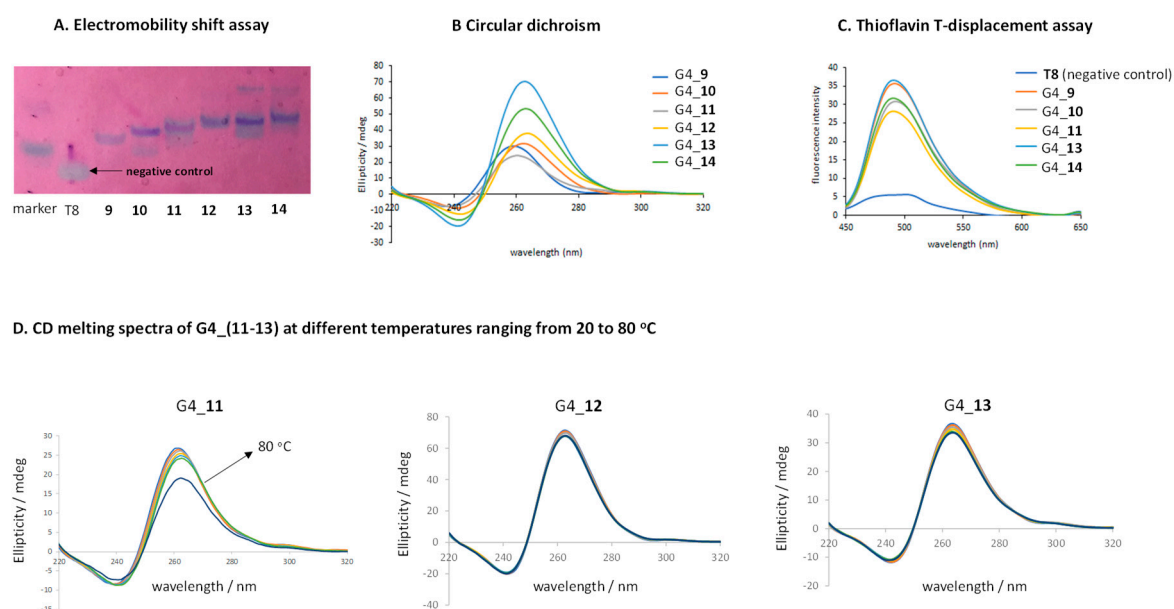 A. Electromobility shift assay
negative control
marker T8 9 10 11 12 13 14
B Circular dichroism
Ellipticity / mdeg
80
70
60
50
40
30
20
10
0
-10
-20
-30
220 240 260 280 300 320
wavelength (nm)
G4_9
G4_10
G4_11
G4_12
G4_13
G4_14
C. Thioflavin T-displacement assay
fluorescence intensity
40
35
30
25
20
15
10
5
0
450 500 550 600 650
wavelength (nm)
T8 (negative control)
G4_9
G4_10
G4_11
G4_13
G4_14
D. CD melting spectra of G4_(11-13) at different temperatures ranging from 20 to 80 °C
G4_11
80 °C
Ellipticity / mdeg
30
25
20
15
10
5
0
-5
-10
-15
220 240 260 280 300 320
wavelength / nm
G4_12
Ellipticity / mdeg
80
60
40
20
0
-20
-40
220 240 260 280 300 320
wavelength / nm
G4_13
Ellipticity / mdeg
40
30
20
10
0
-10
-20
220 240 260 280 300 320
wavelength / nm